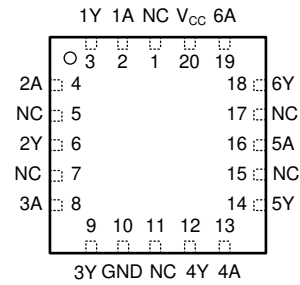 1Y 1A NC VCC 6A
3 2 1 20 19
2A 4 18 6Y
NC 5 17 NC
2Y 6 16 5A
NC 7 15 NC
3A 8 14 5Y
9 10 11 12 13
3Y GND NC 4Y 4A